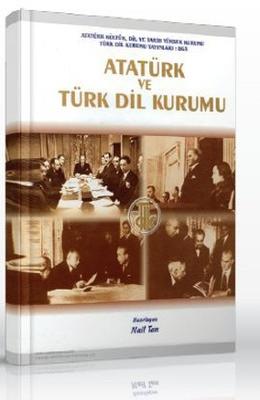 ATATÜRK KÜLTÜR, DİL VE TARİH YÜKSEK KURUMU
TÜRK DİL KURUMU YAYINLARI :
ATATÜRK
VE
TÜRK DİL KURUMU
Hazırlayan
Nail Tan